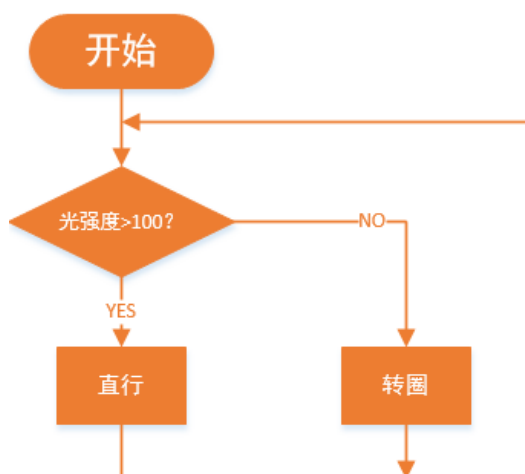 开始
光强度>100?
NO
YES
直行
转圈